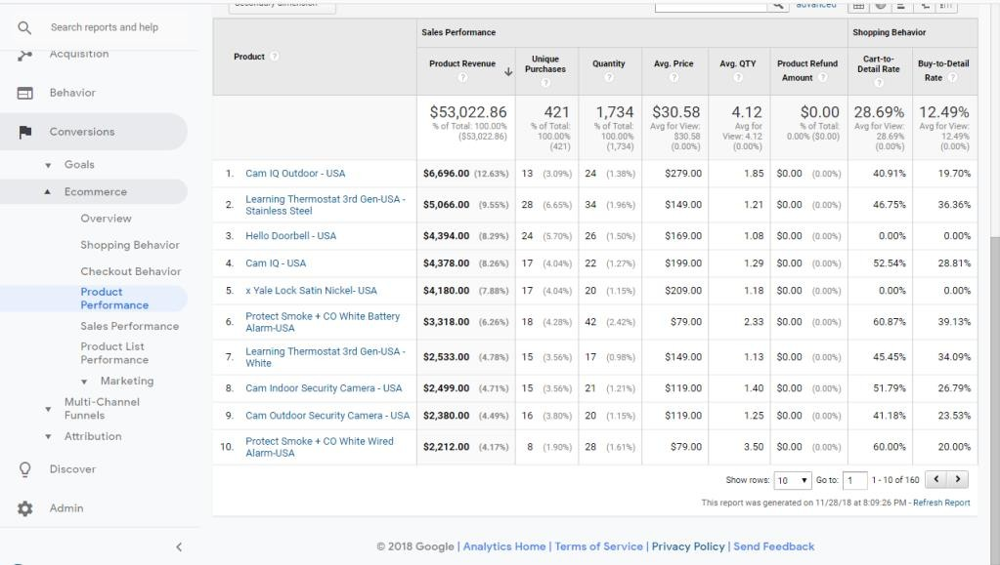 Secondary dimension
advanced
Search reports and help
Acquisition
Behavior
Conversions
Goals
Ecommerce
Overview
Shopping Behavior
Checkout Behavior
Product
Performance
Sales Performance
Product List
Performance
Marketing
Multi-Channel
Funnels
Attribution
Discover
Admin
Sales Performance Shopping Behavior
Product ? Product Revenue ? Unique Purchases ? Quantity ? Avg. Price ? Avg. QTY ? Product Refund Amount ? Cart-to-Detail Rate ? Buy-to-Detail Rate ?
$53,022.86 421 1,734 $30.58 4.12 $0.00 28.69% 12.49%
% of Total: 100.00% ($53,022.86) % of Total: 100.00% (421) % of Total: 100.00% (1,734) Avg for View: $30.58 (0.00%) Avg for View: 4.12 (0.00%) % of Total: 0.00% ($0.00) Avg for View: 28.69% (0.00%) Avg for View: 12.49% (0.00%)
1. Cam IQ Outdoor - USA $6,696.00 (12.63%) 13 (3.09%) 24 (1.38%) $279.00 1.85 $0.00 (0.00%) 40.91% 19.70%
2. Learning Thermostat 3rd Gen-USA - Stainless Steel $5,066.00 (9.55%) 28 (6.65%) 34 (1.96%) $149.00 1.21 $0.00 (0.00%) 46.75% 36.36%
3. Hello Doorbell - USA $4,394.00 (8.29%) 24 (5.70%) 26 (1.50%) $169.00 1.08 $0.00 (0.00%) 0.00% 0.00%
4. Cam IQ - USA $4,378.00 (8.26%) 17 (4.04%) 22 (1.27%) $199.00 1.29 $0.00 (0.00%) 52.54% 28.81%
5. x Yale Lock Satin Nickel- USA $4,180.00 (7.88%) 17 (4.04%) 20 (1.15%) $209.00 1.18 $0.00 (0.00%) 0.00% 0.00%
6. Protect Smoke + CO White Battery Alarm-USA $3,318.00 (6.26%) 18 (4.28%) 42 (2.42%) $79.00 2.33 $0.00 (0.00%) 60.87% 39.13%
7. Learning Thermostat 3rd Gen-USA - White $2,533.00 (4.78%) 15 (3.56%) 17 (0.98%) $149.00 1.13 $0.00 (0.00%) 45.45% 34.09%
8. Cam Indoor Security Camera - USA $2,499.00 (4.71%) 15 (3.56%) 21 (1.21%) $119.00 1.40 $0.00 (0.00%) 51.79% 26.79%
9. Cam Outdoor Security Camera - USA $2,380.00 (4.49%) 16 (3.80%) 20 (1.15%) $119.00 1.25 $0.00 (0.00%) 41.18% 23.53%
10. Protect Smoke + CO White Wired Alarm-USA $2,212.00 (4.17%) 8 (1.90%) 28 (1.61%) $79.00 3.50 $0.00 (0.00%) 60.00% 20.00%
Show rows: 10 Go to: 1 1 - 10 of 160
This report was generated on 11/28/18 at 8:09:26 PM - Refresh Report
© 2018 Google | Analytics Home | Terms of Service | Privacy Policy | Send Feedback